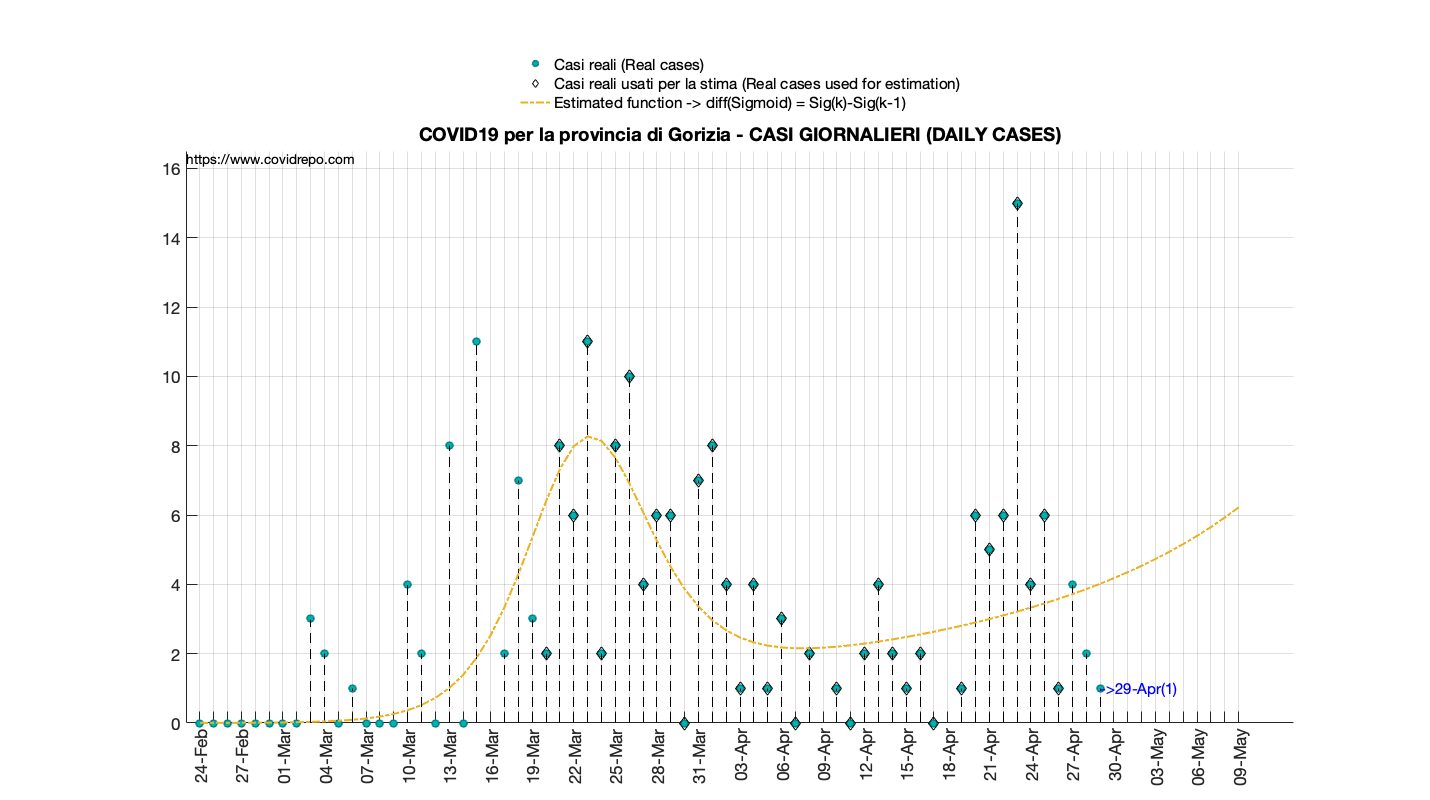 Casi reali (Real cases)
Casi reali usati per la stima (Real cases used for estimation)
Estimated function -> diff(Sigmoid) = Sig(k)-Sig(k-1)
COVID19 per la provincia di Gorizia - CASI GIORNALIERI (DAILY CASES)
https://www.covidrepo.com
16
14
12
10
8
6
4
2
0
->29-Apr(1)
24-Feb
27-Feb
01-Mar
04-Mar
07-Mar
10-Mar
13-Mar
16-Mar
19-Mar
22-Mar
25-Mar
28-Mar
31-Mar
03-Apr
06-Apr
09-Apr
12-Apr
15-Apr
18-Apr
21-Apr
24-Apr
27-Apr
30-Apr
03-May
06-May
09-May